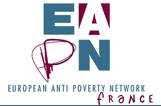 EA
PN
EUROPEAN ANTI POVERTY NETWORK
FRANCE